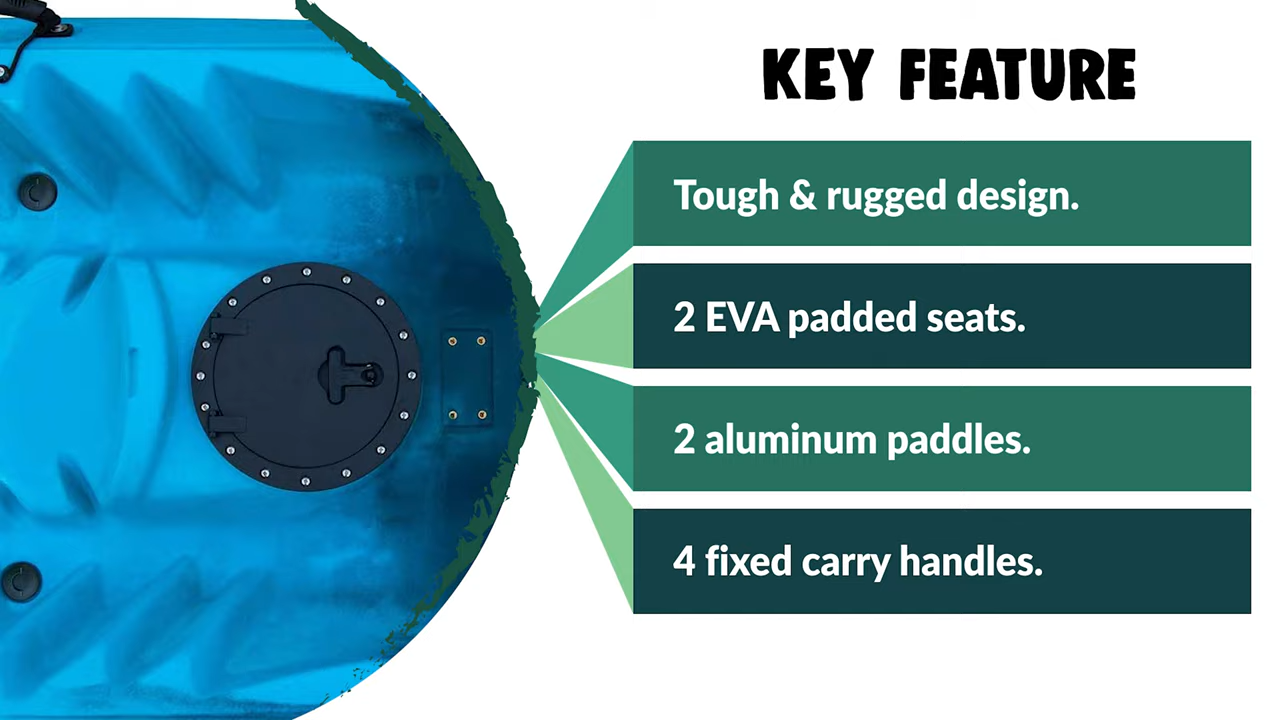 KEY FEATURE
Tough & rugged design.
2 EVA padded seats.
2 aluminum paddles.
4 fixed carry handles.